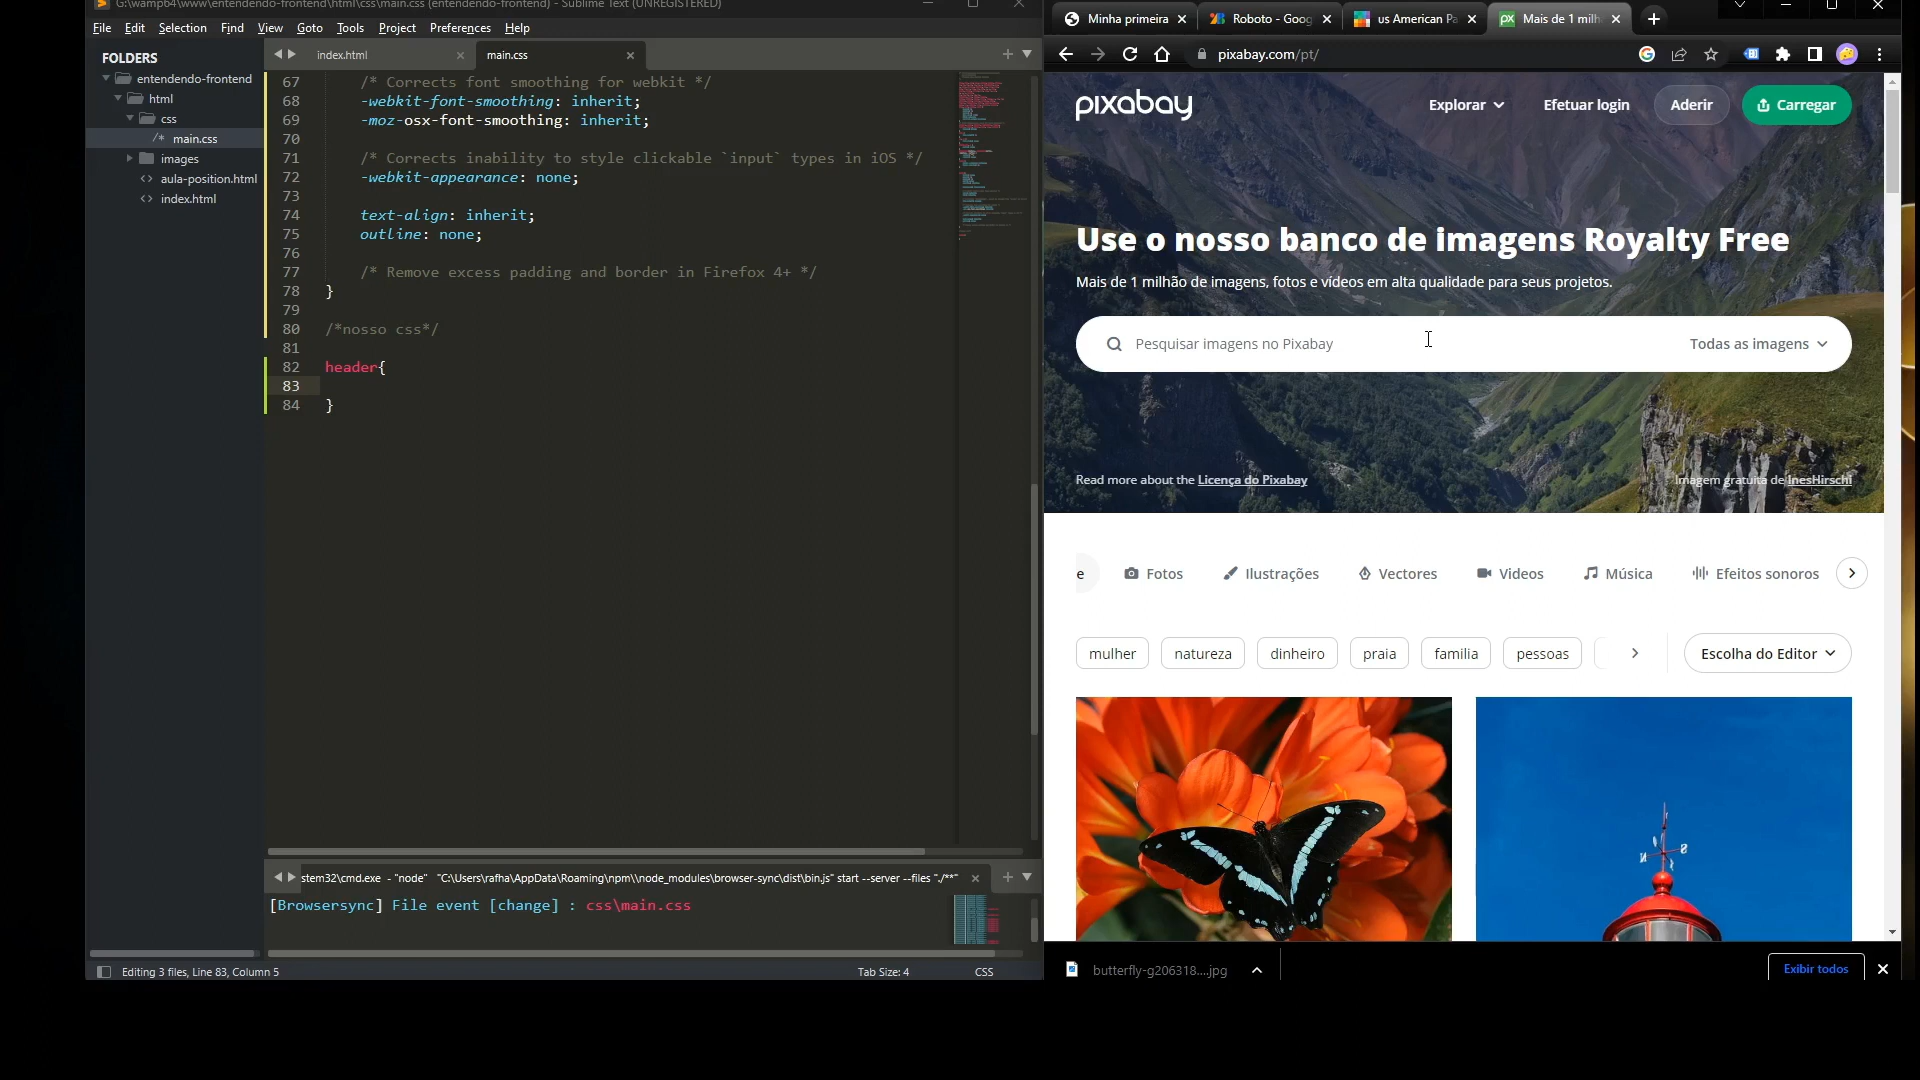 G:\wamp64\www\entendendo-frontend\html\css\main.css (entendendo-frontend) - Sublime Text (UNREGISTERED)
File Edit Selection Find View Goto Tools Project Preferences Help
FOLDERS
entendendo-frontend
html
css
/* main.css
images
<> aula-position.html
<> index.html
index.html
main.css
67 /* Corrects font smoothing for webkit */
68 -webkit-font-smoothing: inherit;
69 -moz-osx-font-smoothing: inherit;
70
71 /* Corrects inability to style clickable `input` types in iOS */
72 -webkit-appearance: none;
73
74 text-align: inherit;
75 outline: none;
76
77 /* Remove excess padding and border in Firefox 4+ */
78 }
79
80 /*nosso css*/
81
82 header{
83
84 }
stem32\cmd.exe - "node" "C:\Users\rafha\AppData\Roaming\npm\\node_modules\browser-sync\dist\bin.js" start --server --files "./**"
[Browsersync] File event [change] : css\main.css
Editing 3 files, Line 83, Column 5
Tab Size: 4
CSS
Minha primeira
Roboto - Goog
us American Pa
Mais de 1 milh
pixabay.com/pt/
pixabay
Explorar
Efetuar login
Aderir
Carregar
Use o nosso banco de imagens Royalty Free
Mais de 1 milhão de imagens, fotos e vídeos em alta qualidade para seus projetos.
Pesquisar imagens no Pixabay
Todas as imagens
Read more about the Licença do Pixabay
Imagem gratuita de InesHirschi
e
Fotos
Ilustrações
Vectores
Videos
Música
Efeitos sonoros
mulher
natureza
dinheiro
praia
familia
pessoas
Escolha do Editor
N
S
butterfly-g206318....jpg
Exibir todos